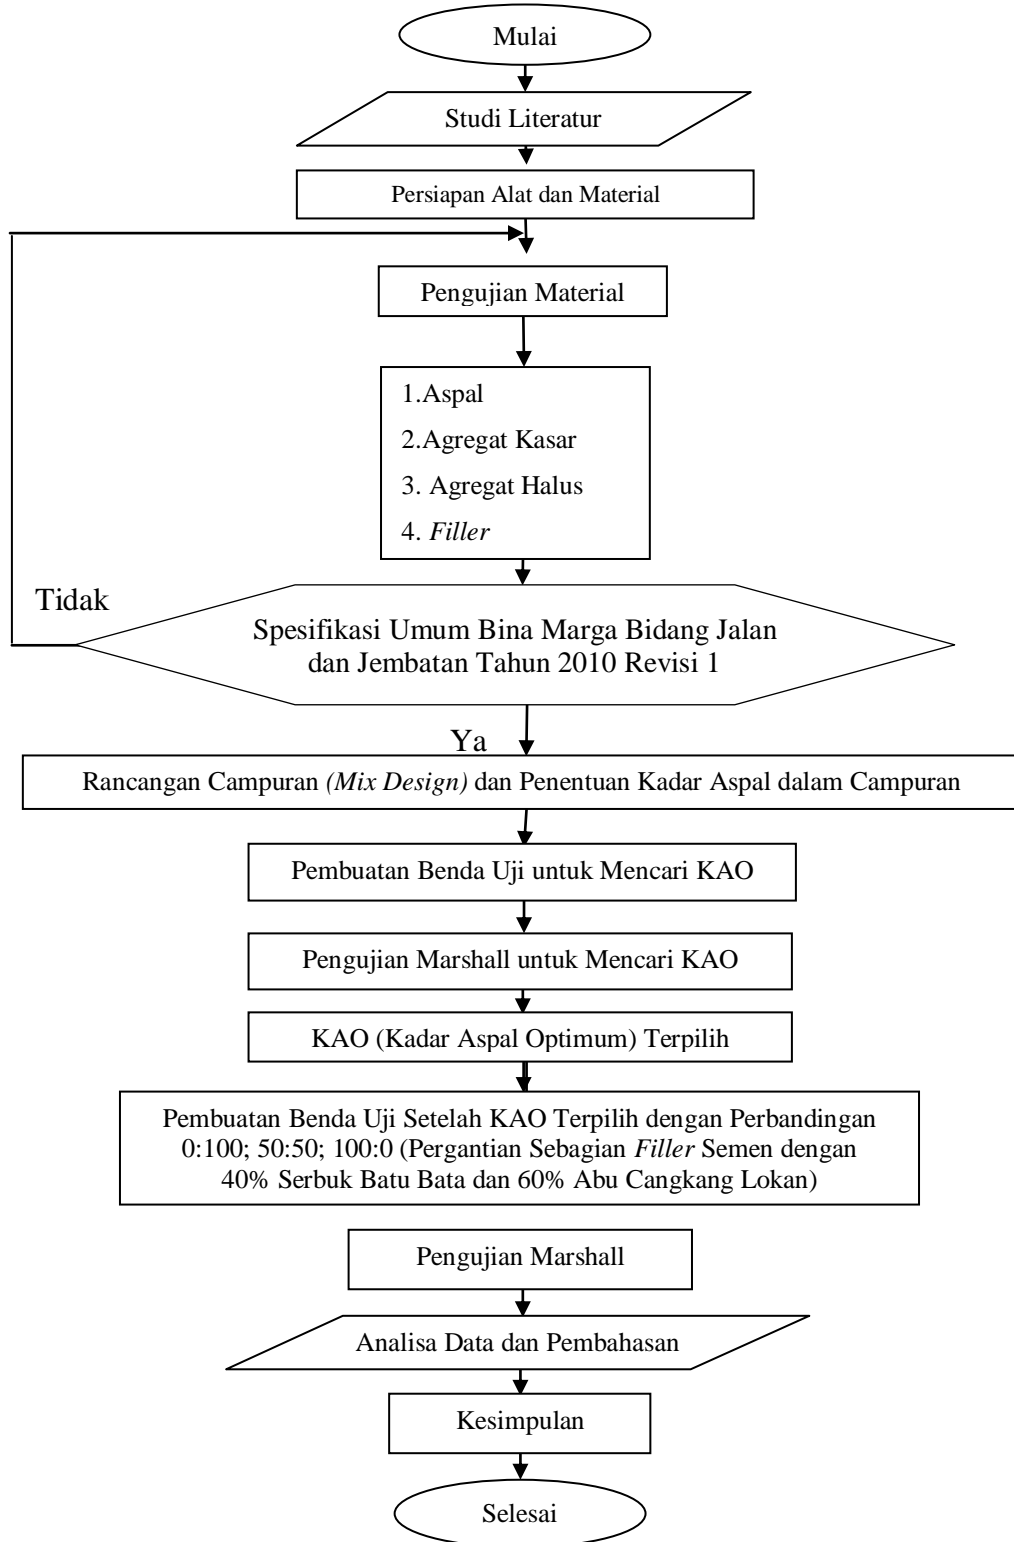 Mulai
Studi Literatur
Persiapan Alat dan Material
Pengujian Material
1.Aspal
2.Agregat Kasar
3. Agregat Halus
4. Filler
Tidak
Spesifikasi Umum Bina Marga Bidang Jalan
dan Jembatan Tahun 2010 Revisi 1
Ya
Rancangan Campuran (Mix Design) dan Penentuan Kadar Aspal dalam Campuran
Pembuatan Benda Uji untuk Mencari KAO
Pengujian Marshall untuk Mencari KAO
KAO (Kadar Aspal Optimum) Terpilih
Pembuatan Benda Uji Setelah KAO Terpilih dengan Perbandingan
0:100; 50:50; 100:0 (Pergantian Sebagian Filler Semen dengan
40% Serbuk Batu Bata dan 60% Abu Cangkang Lokan)
Pengujian Marshall
Analisa Data dan Pembahasan
Kesimpulan
Selesai